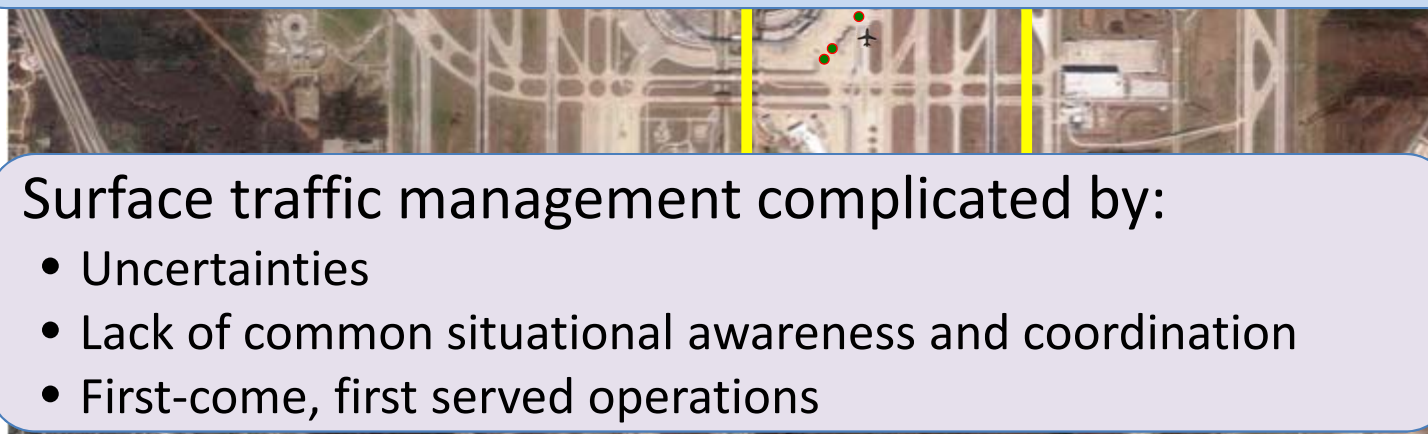 Surface traffic management complicated by:
• Uncertainties
• Lack of common situational awareness and coordination
• First-come, first served operations